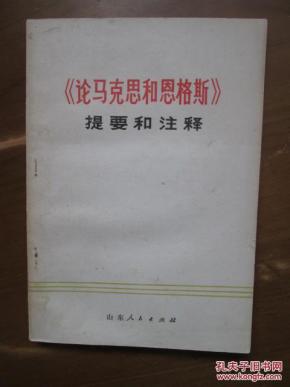 《论马克思和恩格斯》
提要和注释
山东人民出版社
孔夫子旧书网